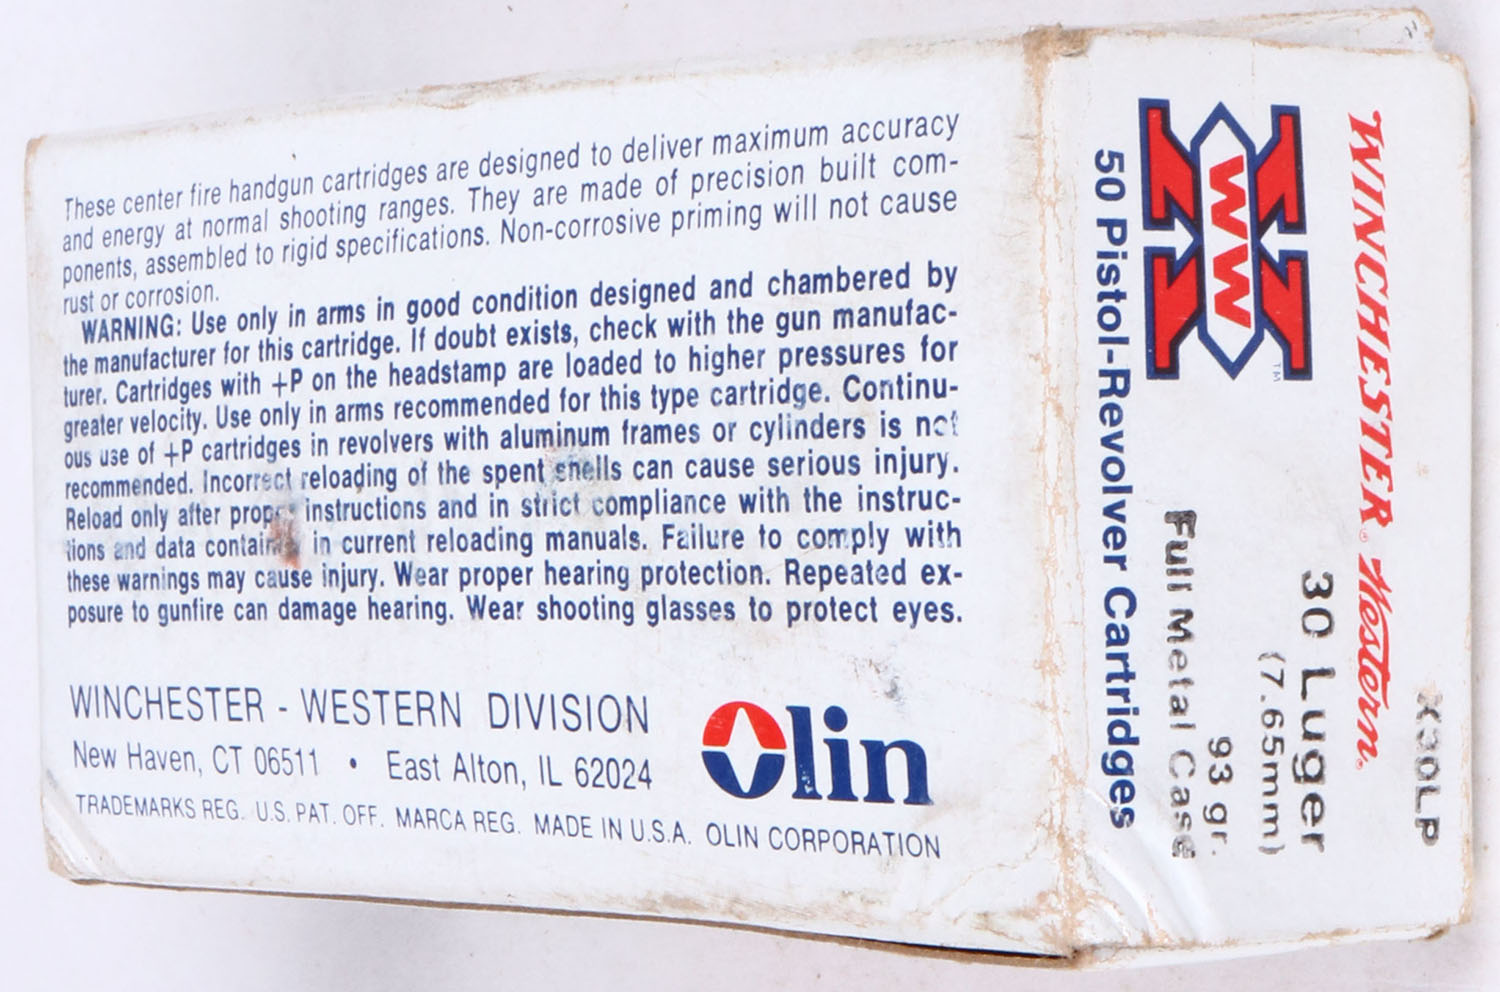 These center fire handgun cartridges are designed to deliver maximum accuracy
and energy at normal shooting ranges. They are made of precision built com-
ponents, assembled to rigid specifications. Non-corrosive priming will not cause
rust or corrosion.
WARNING: Use only in arms in good condition designed and chambered by
the manufacturer for this cartridge. If doubt exists, check with the gun manufac-
turer. Cartridges with +P on the headstamp are loaded to higher pressures for
greater velocity. Use only in arms recommended for this type cartridge. Continu-
ous use of +P cartridges in revolvers with aluminum frames or cylinders is not
recommended. Incorrect reloading of the spent shells can cause serious injury.
Reload only after proper instructions and in strict compliance with the instruc-
tions and data contained in current reloading manuals. Failure to comply with
these warnings may cause injury. Wear proper hearing protection. Repeated ex-
posure to gunfire can damage hearing. Wear shooting glasses to protect eyes.
WINCHESTER - WESTERN DIVISION
New Haven, CT 06511 • East Alton, IL 62024
TRADEMARKS REG. U.S. PAT. OFF. MARCA REG. MADE IN U.S.A. OLIN CORPORATION
Olin
X30LP
WINCHESTER® Western®
30 Luger
(7.65mm)
X WW ™
93 gr.
Full Metal Case
50 Pistol-Revolver Cartridges